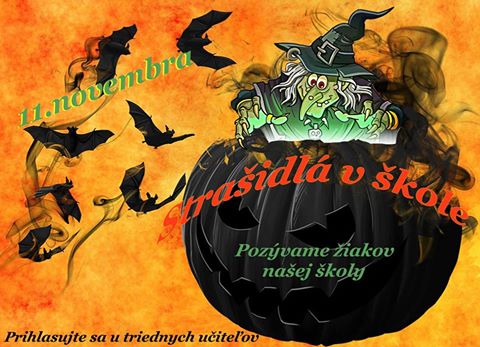 11.novembra
Strašidlá v škole
Pozývame žiakov
našej školy
Prihlasujte sa u triednych učiteľov